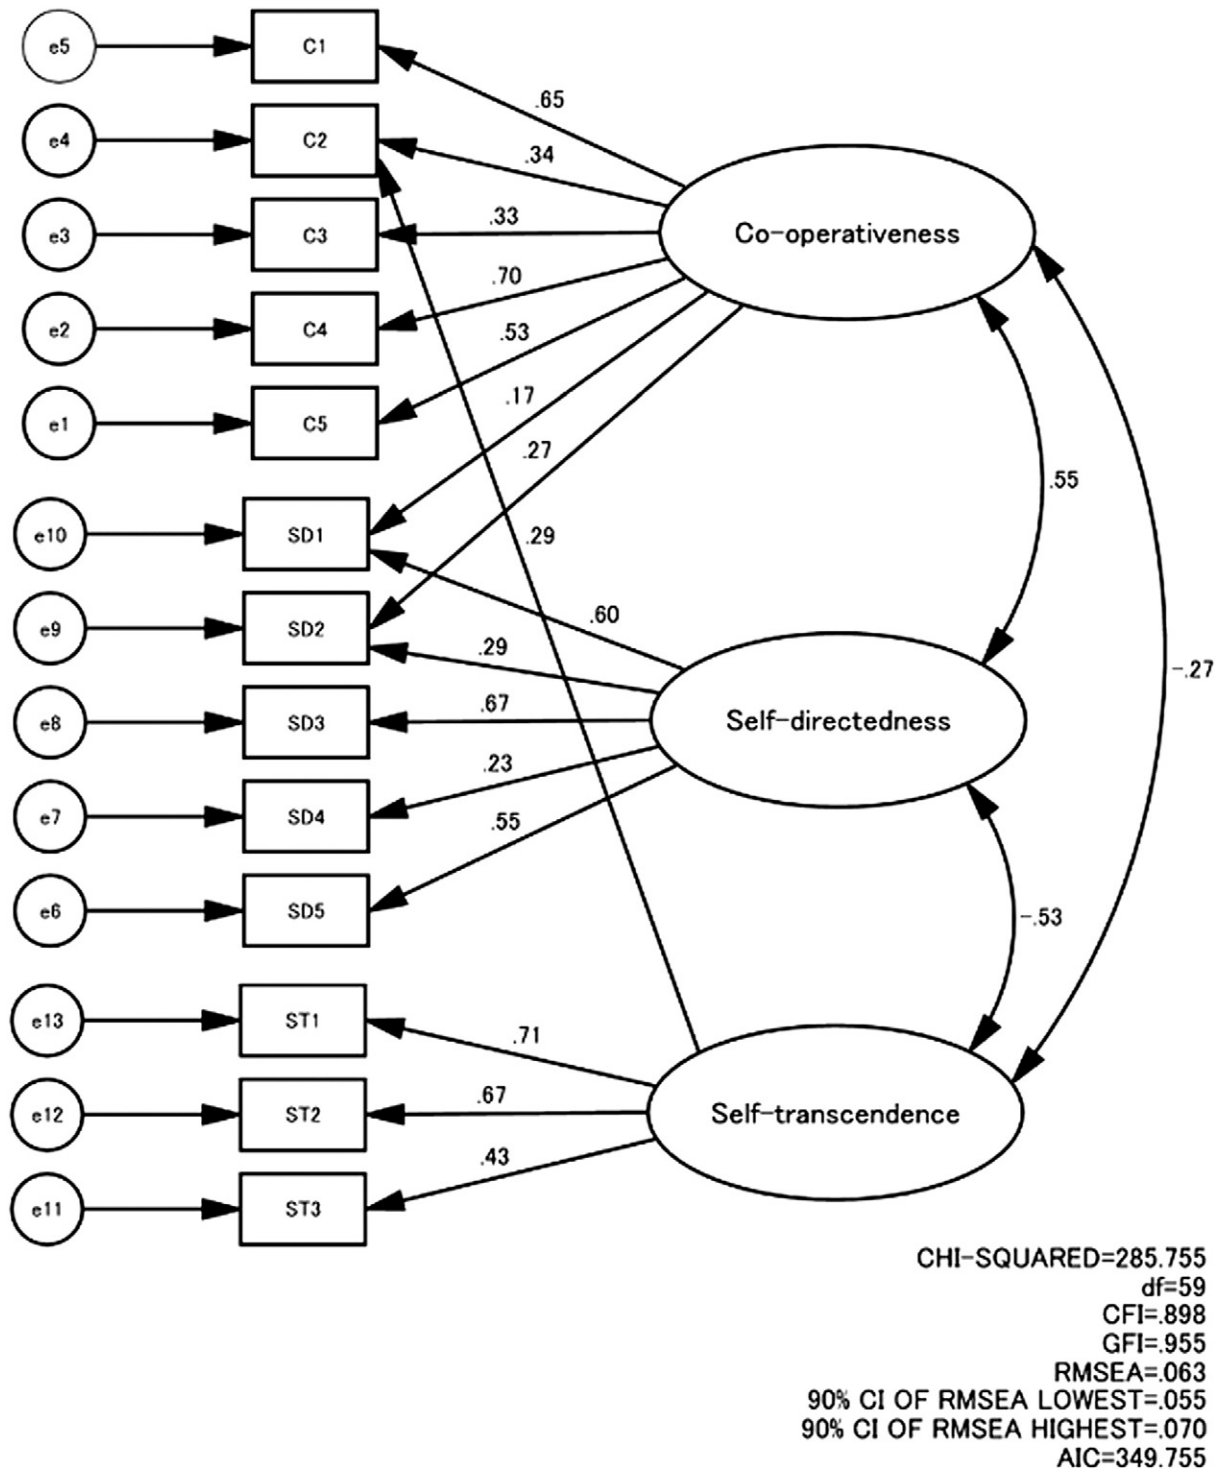 e5
C1
.65
e4
C2
.34
e3
C3
.33
Co-operativeness
e2
C4
.70
.53
e1
C5
.17
.27
.55
e10
SD1
.29
.60
e9
SD2
.29
-.27
e8
SD3
.67
Self-directedness
.23
e7
SD4
.55
e6
SD5
-.53
e13
ST1
.71
e12
ST2
.67
Self-transcendence
.43
e11
ST3
CHI-SQUARED=285.755
df=59
CFI=.898
GFI=.955
RMSEA=.063
90% CI OF RMSEA LOWEST=.055
90% CI OF RMSEA HIGHEST=.070
AIC=349.755